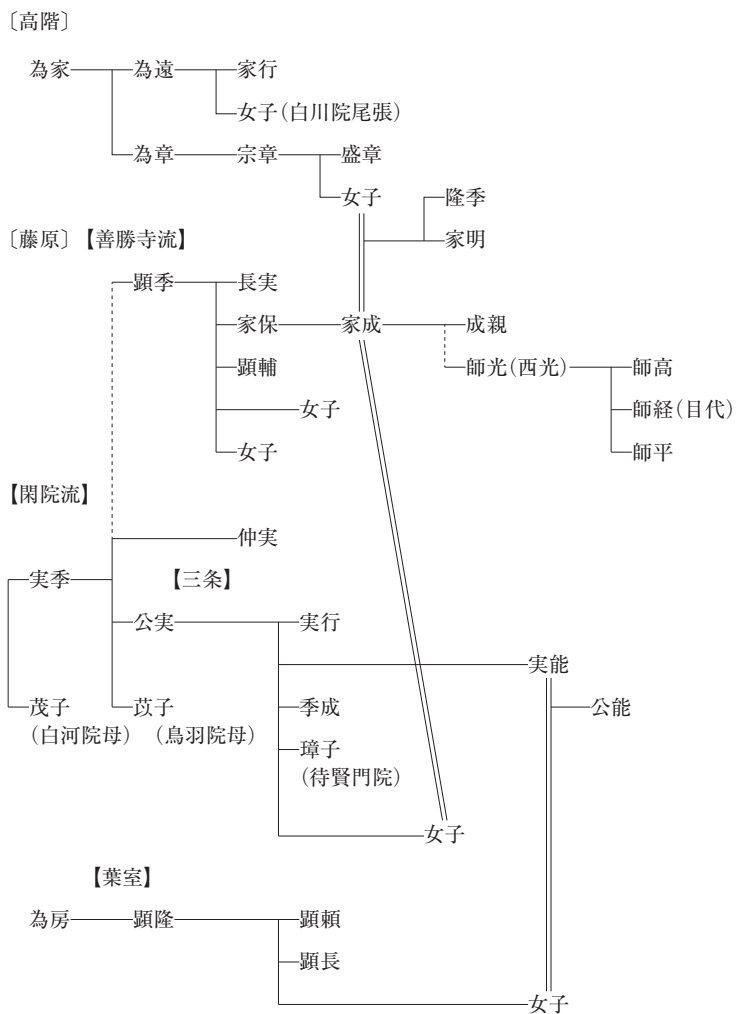 〔高階〕
為家 為遠 家行
女子(白川院尾張)
為章 宗章 盛章
女子 隆季
〔藤原〕【善勝寺流】 家明
顕季 長実
家保 家成 成親
顕輔 師光(西光) 師高
女子 師経(目代)
女子 師平
【閑院流】
仲実
実季 【三条】
公実 実行
実能
茂子 苡子 季成 公能
(白河院母) (鳥羽院母) 璋子
(待賢門院)
女子
【葉室】
為房 顕隆 顕頼
顕長
女子